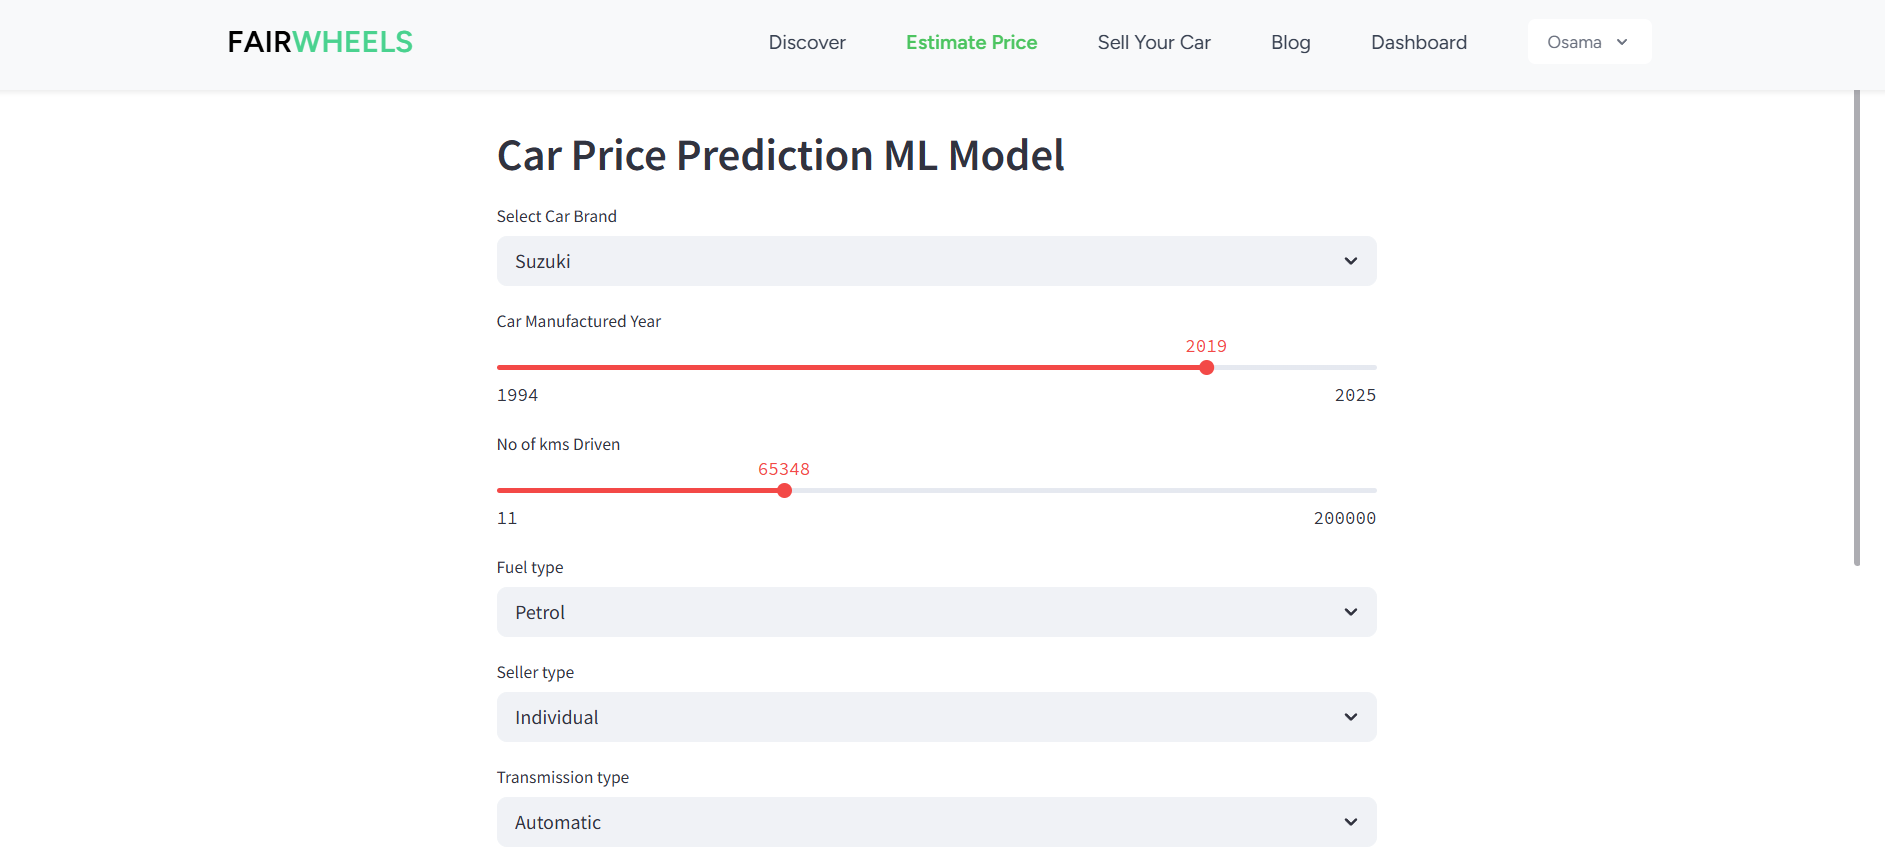 FAIRWHEELS Discover Estimate Price Sell Your Car Blog Dashboard Osama
Car Price Prediction ML Model
Select Car Brand
Suzuki
Car Manufactured Year
2019
1994 2025
No of kms Driven
65348
11 200000
Fuel type
Petrol
Seller type
Individual
Transmission type
Automatic